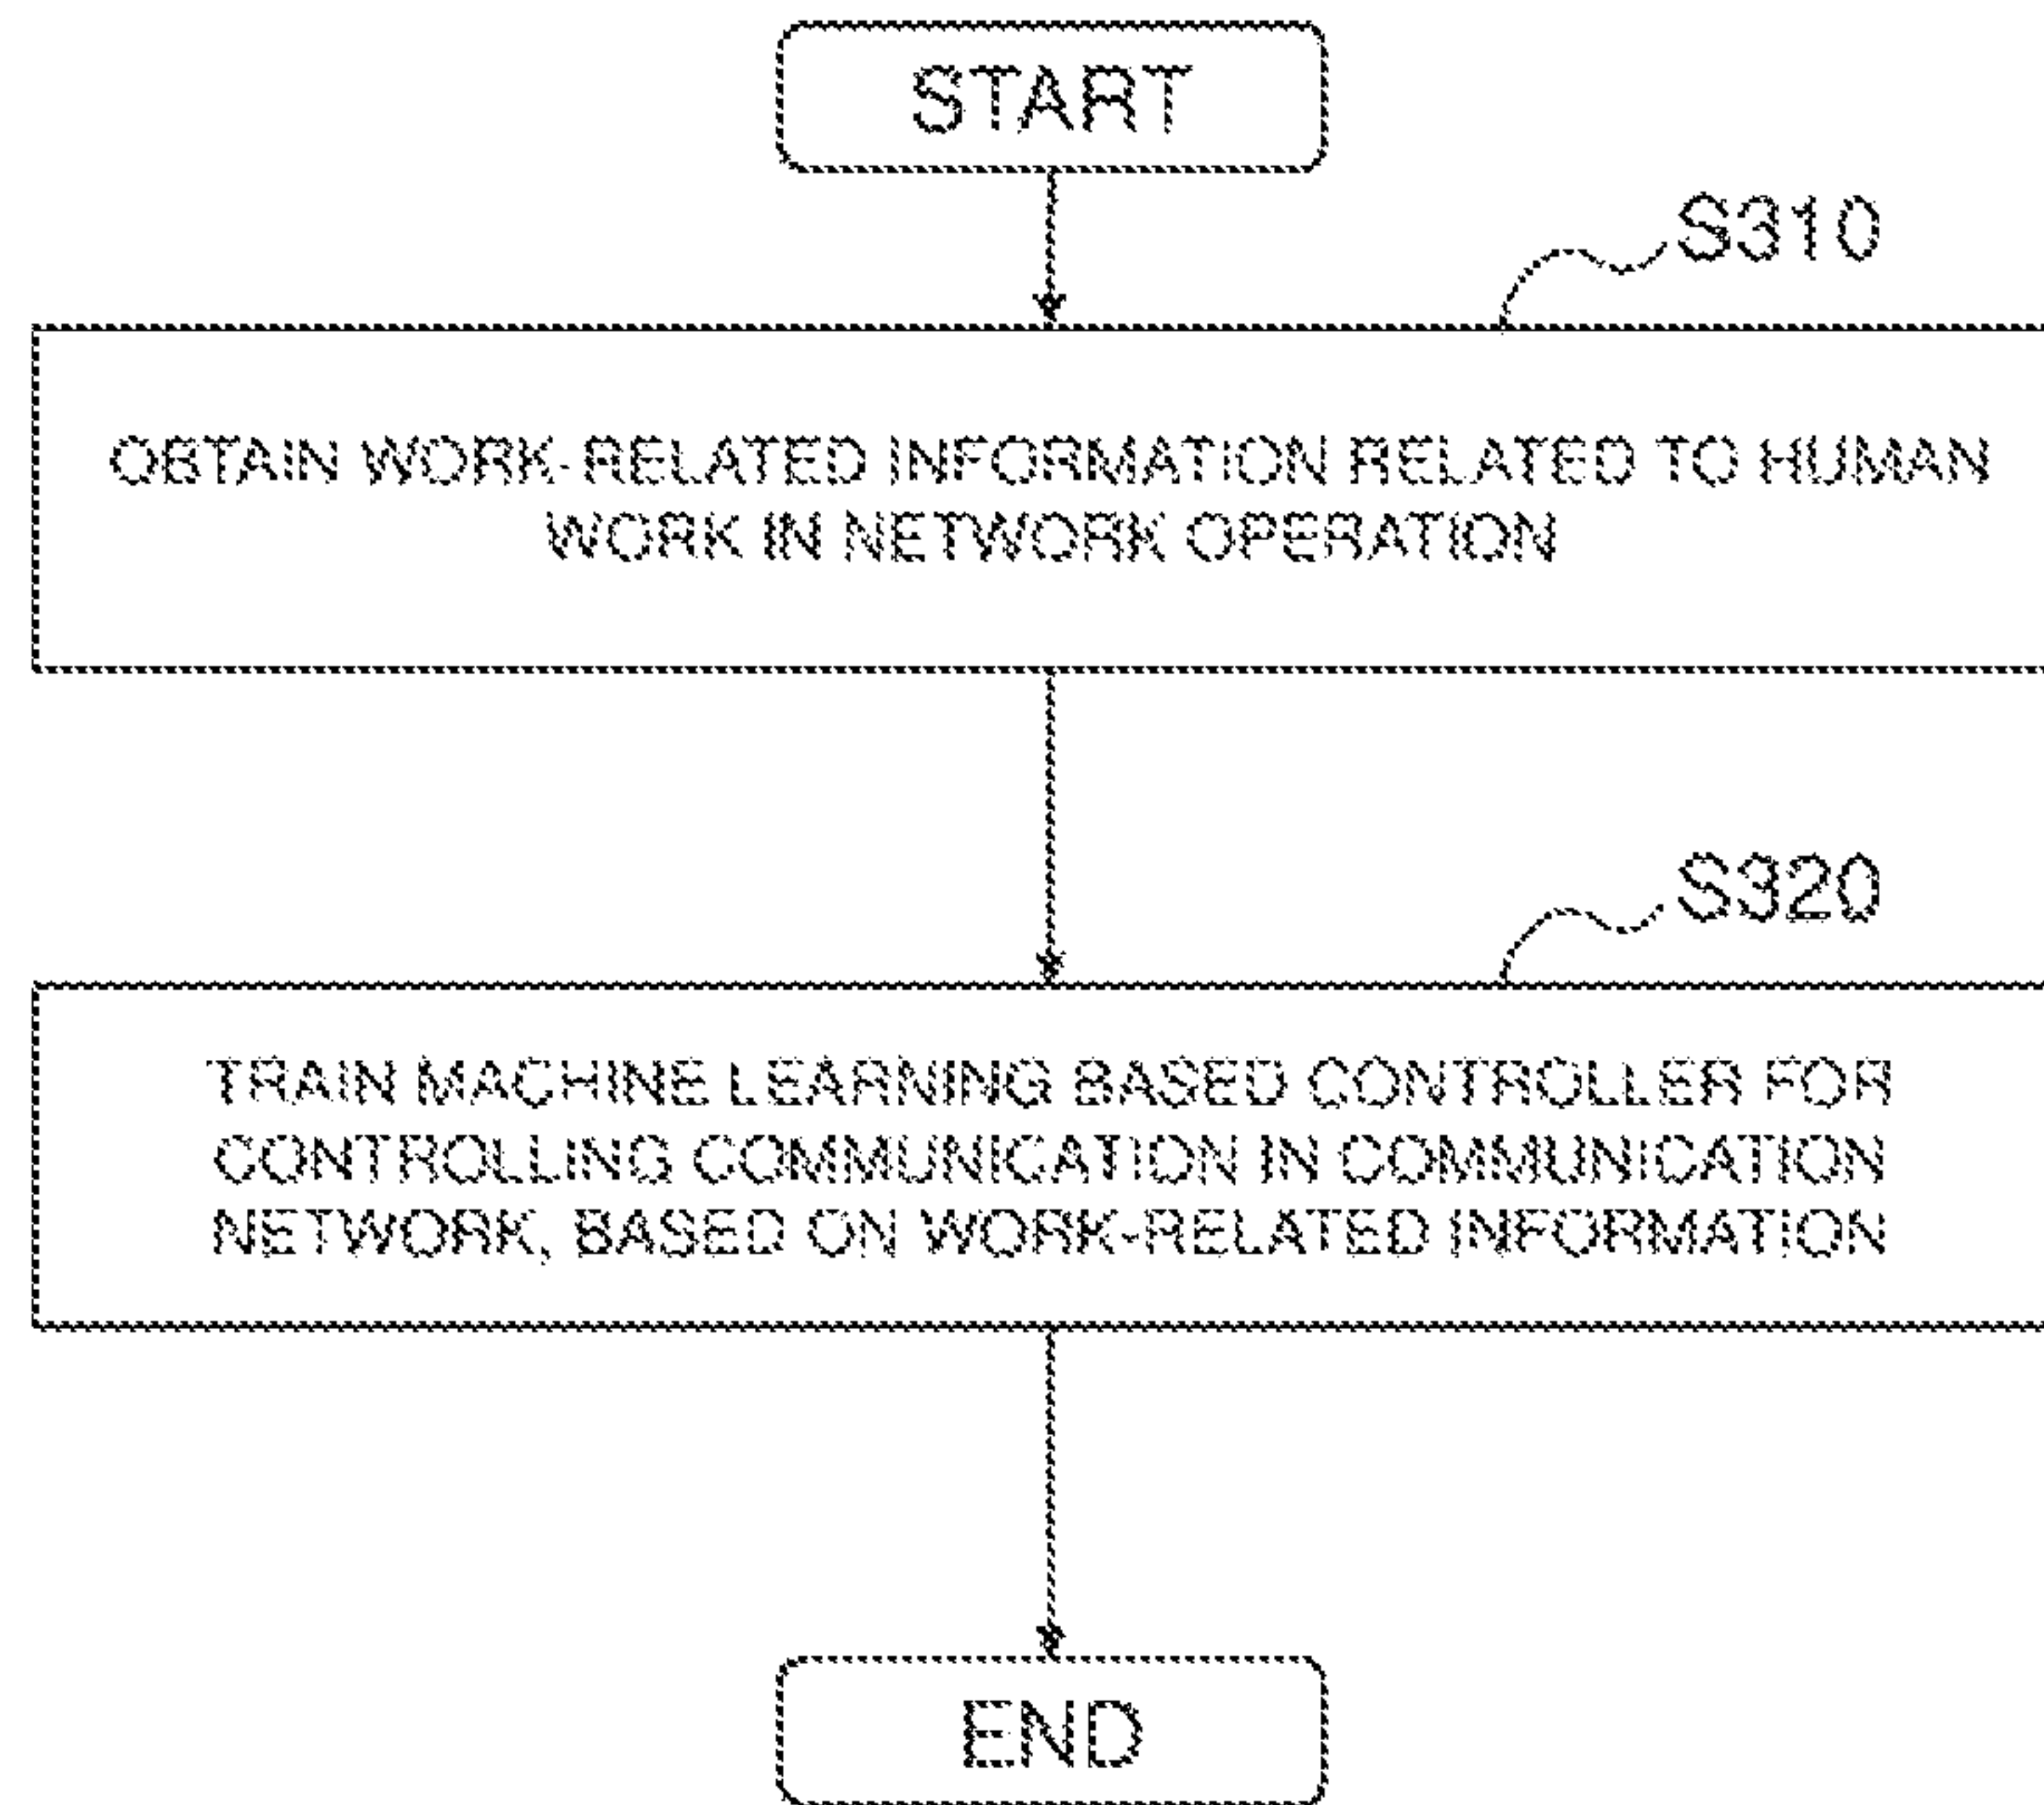 START
S310
OBTAIN WORK-RELATED INFORMATION RELATED TO HUMAN
WORK IN NETWORK OPERATION
S320
TRAIN MACHINE LEARNING BASED CONTROLLER FOR
CONTROLLING COMMUNICATION IN COMMUNICATION
NETWORK, BASED ON WORK-RELATED INFORMATION
END